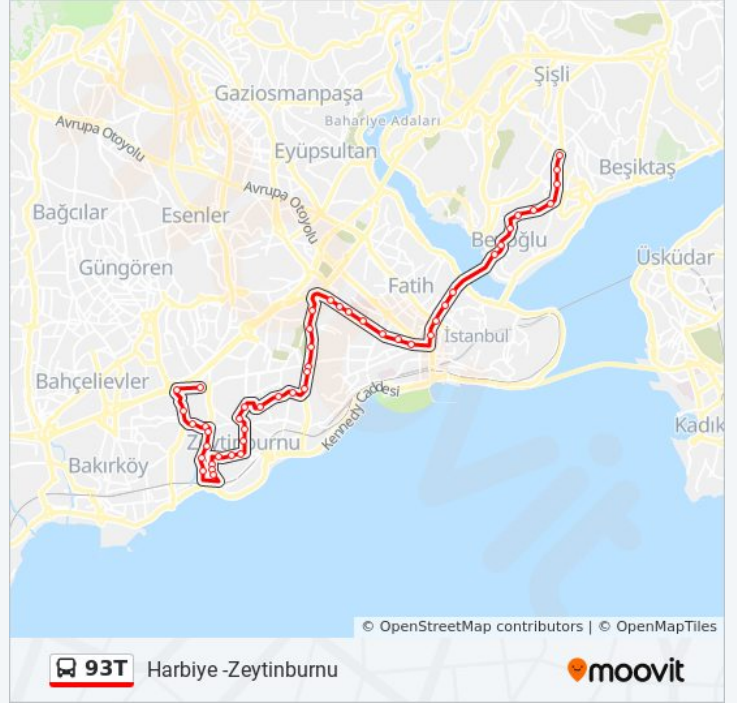 Şişli
Gaziosmanpaşa
Bahariye Adaları
Avrupa Otoyolu
Eyüpsultan
Beşiktaş
Avrupa Otoyolu
Bağcılar
Esenler
Beyoğlu
Üsküdar
Güngören
Fatih
İstanbul
Bahçelievler
Kennedy Caddesi
Kadık
Zeytinburnu
Bakırköy
© OpenStreetMap contributors | © OpenMapTiles
93T Harbiye -Zeytinburnu moovit